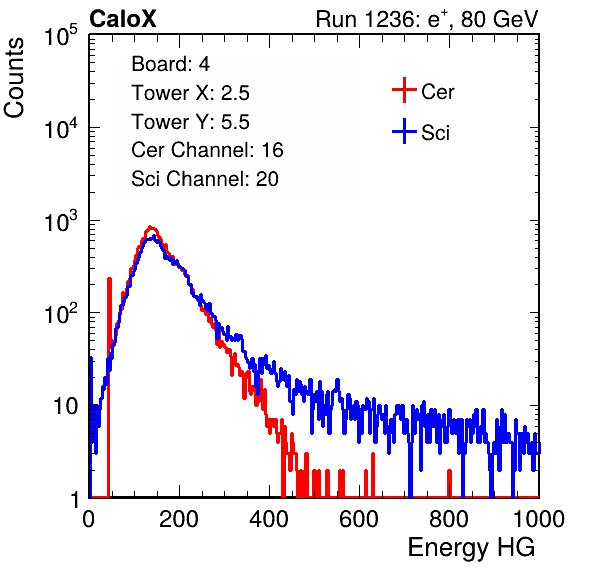 CaloX Run 1236: e⁺, 80 GeV
Counts
Board: 4
Tower X: 2.5
Tower Y: 5.5
Cer Channel: 16
Sci Channel: 20
Cer
Sci
10⁵
10⁴
10³
10²
10
1
0 200 400 600 800 1000
Energy HG